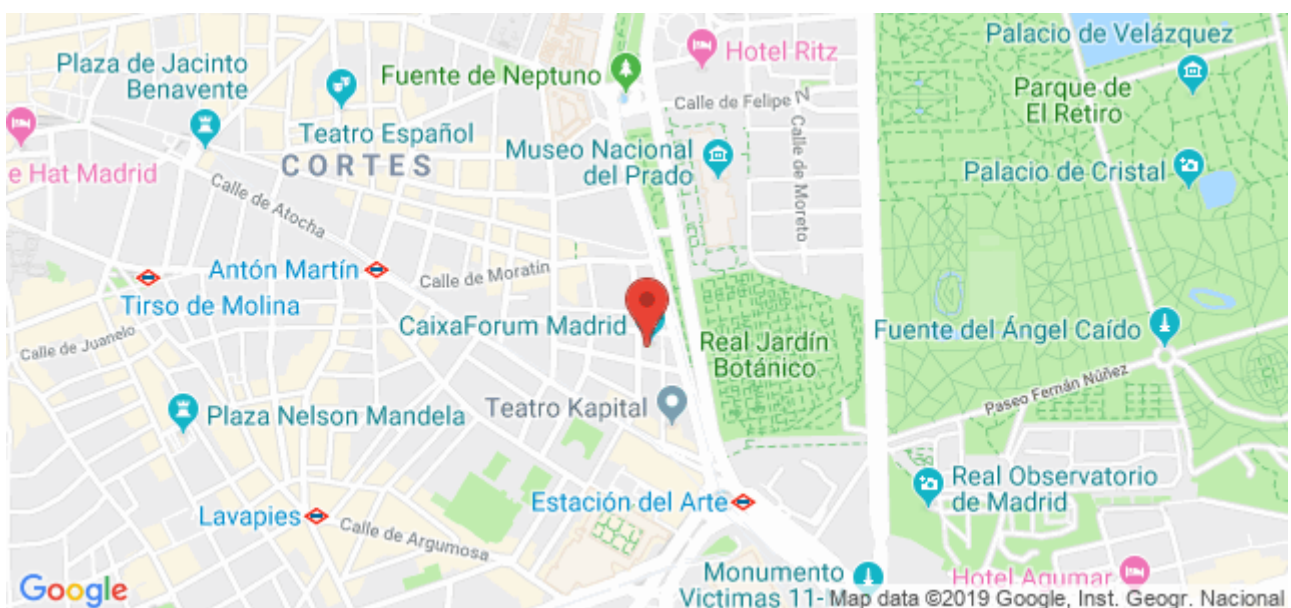 Palacio de Velázquez
Hotel Ritz
Plaza de Jacinto
Benavente
Fuente de Neptuno
Parque de
El Retiro
Calle de Felipe
Teatro Español
CORTES
Museo Nacional
del Prado
Calle de Moreto
Palacio de Cristal
e Hat Madrid
Calle de Atocha
Antón Martín
Calle de Moratín
Tirso de Molina
CaixaForum Madrid
Calle de Juanelo
Real Jardín
Botánico
Fuente del Ángel Caído
Paseo Fernán Núñez
Plaza Nelson Mandela
Teatro Kapital
Real Observatorio
de Madrid
Estación del Arte
Lavapies
Calle de Argumosa
Monumento
Victimas 11-
Hotel Agumar
Google
Map data ©2019 Google, Inst. Geogr. Nacional